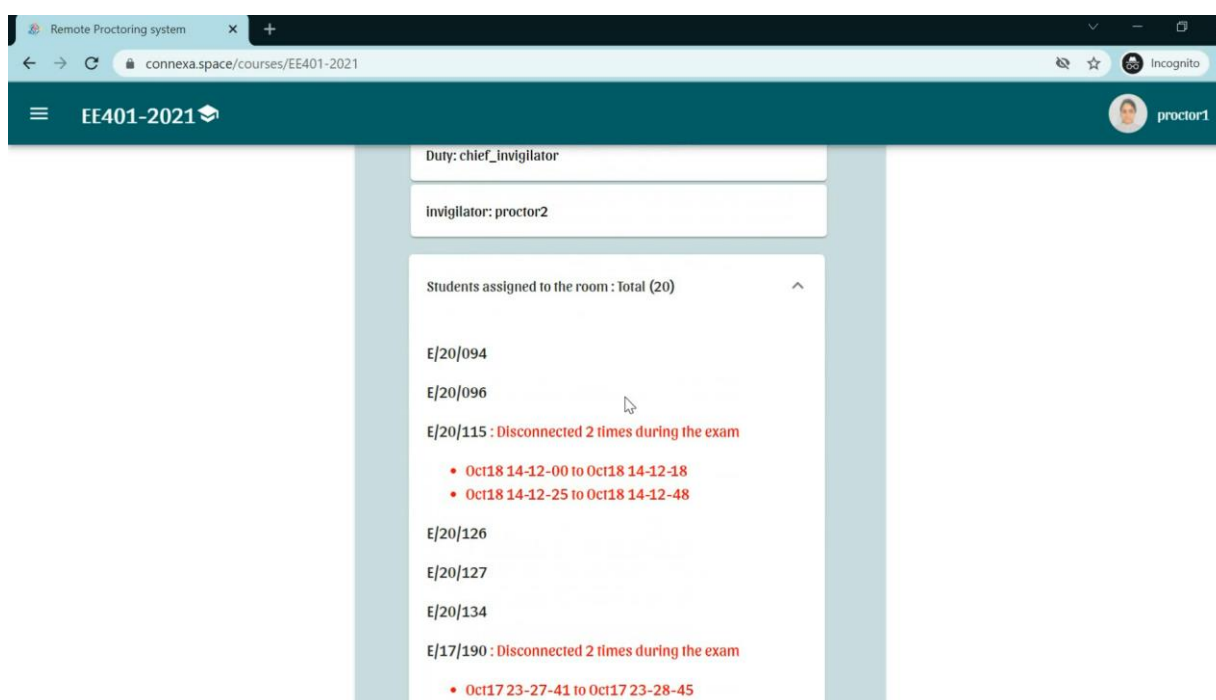 Remote Proctoring system
connexa.space/courses/EE401-2021
Incognito
EE401-2021
proctor1
Duty: chief_invigilator
invigilator: proctor2
Students assigned to the room : Total (20)
E/20/094
E/20/096
E/20/115 : Disconnected 2 times during the exam
• Oct18 14-12-00 to Oct18 14-12-18
• Oct18 14-12-25 to Oct18 14-12-48
E/20/126
E/20/127
E/20/134
E/17/190 : Disconnected 2 times during the exam
• Oct17 23-27-41 to Oct17 23-28-45